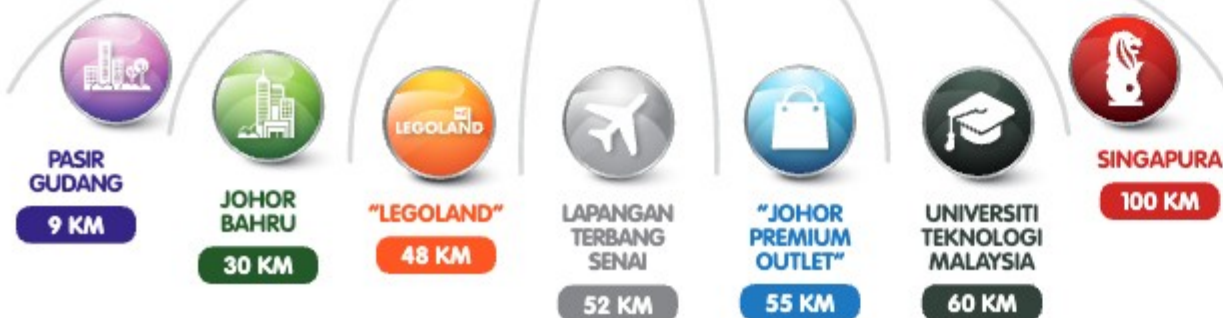 PASIR
GUDANG
9 KM
JOHOR
BAHRU
30 KM
LEGOLAND
"LEGOLAND"
48 KM
LAPANGAN
TERBANG
SENAI
52 KM
"JOHOR
PREMIUM
OUTLET"
55 KM
UNIVERSITI
TEKNOLOGI
MALAYSIA
60 KM
SINGAPURA
100 KM